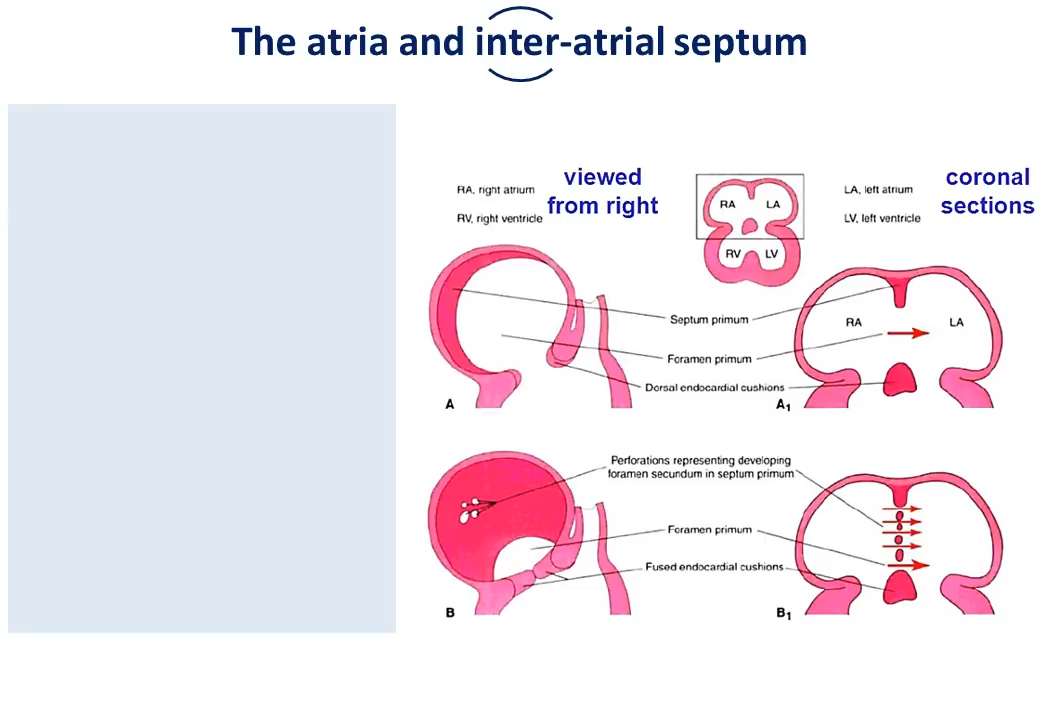 The atria and inter-atrial septum
viewed
from right
RA, right atrium
RV, right ventricle
RA LA
RV LV
LA, left atrium
LV, left ventricle
coronal
sections
Septum primum
RA LA
Foramen primum
Dorsal endocardial cushions
A A1
Perforations representing developing
foramen secundum in septum primum
Foramen primum
Fused endocardial cushions
B B1